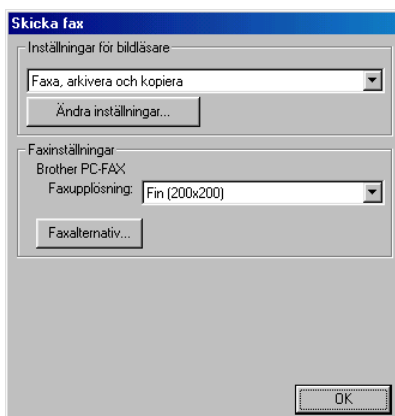 Skicka fax
Inställningar för bildläsare
Faxa, arkivera och kopiera
Ändra inställningar...
Faxinställningar
Brother PC-FAX
Faxupplösning: Fin (200x200)
Faxalternativ...
OK